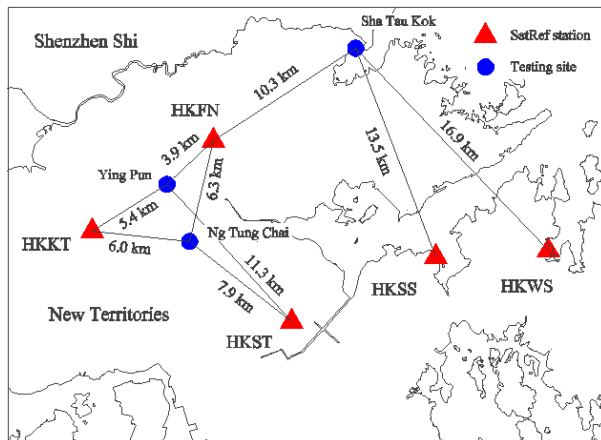 Sha Tau Kok
Shenzhen Shi
SatRef station
Testing site
10.3 km
HKFN
3.9 km
13.5 km
16.9 km
Ying Pun
6.3 km
5.4 km
Ng Tung Chai
HKKT
6.0 km
11.3 km
7.9 km
HKSS
HKWS
New Territories
HKST